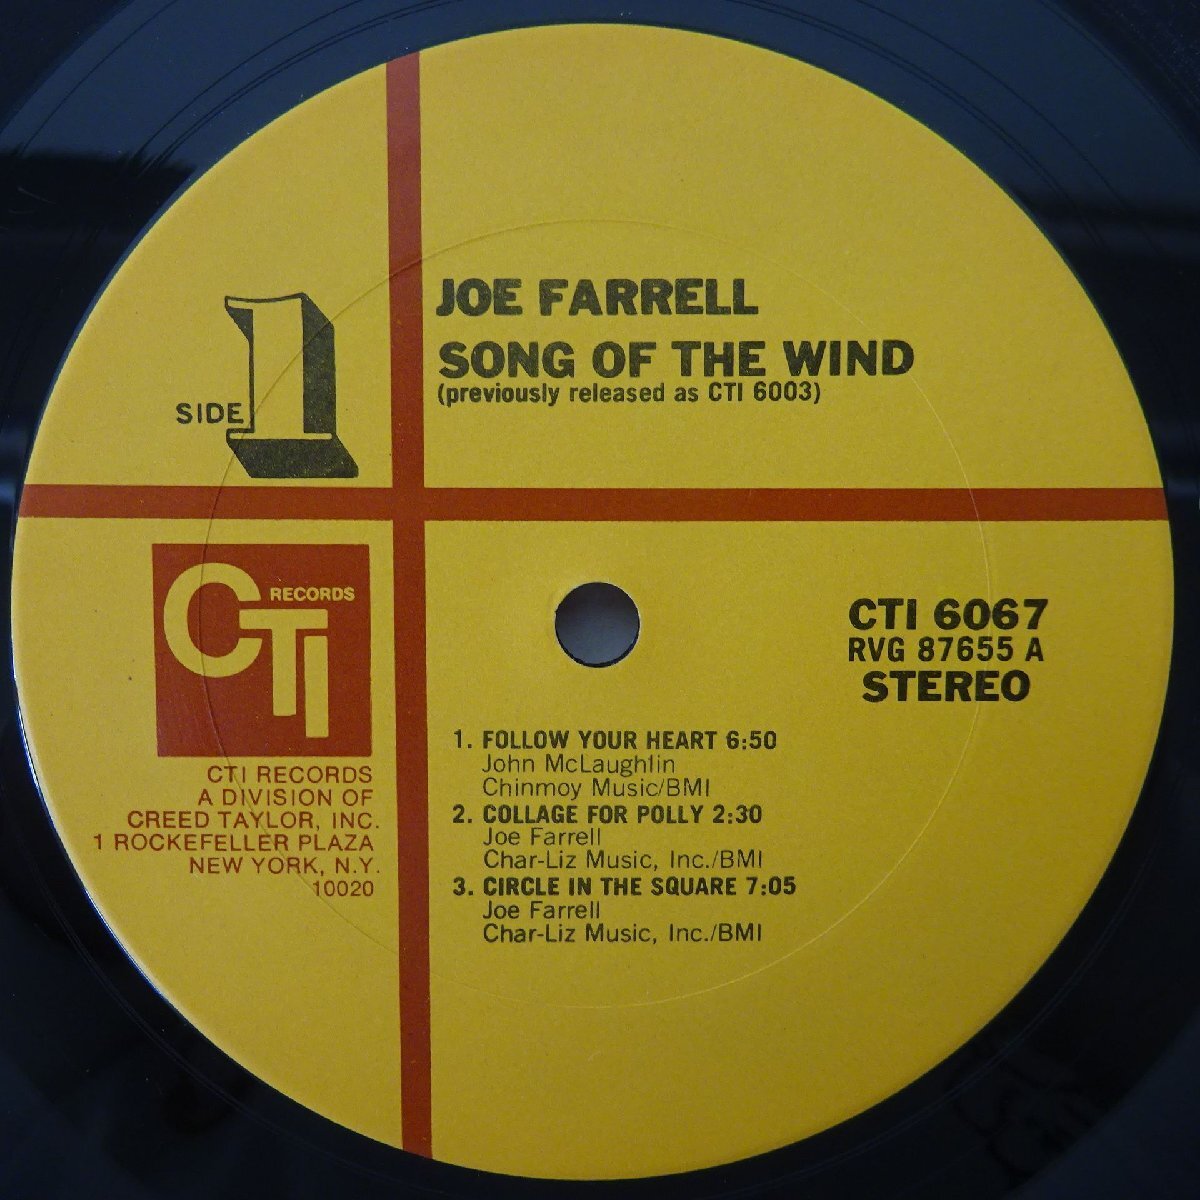 JOE FARRELL
SONG OF THE WIND
(previously released as CTI 6003)
SIDE 1
CTI RECORDS
CTI RECORDS
A DIVISION OF
CREED TAYLOR, INC.
1 ROCKEFELLER PLAZA
NEW YORK, N.Y.
10020
CTI 6067
RVG 87655 A
STEREO
1. FOLLOW YOUR HEART 6:50
John McLaughlin
Chinmoy Music/BMI
2. COLLAGE FOR POLLY 2:30
Joe Farrell
Char-Liz Music, Inc./BMI
3. CIRCLE IN THE SQUARE 7:05
Joe Farrell
Char-Liz Music, Inc./BMI